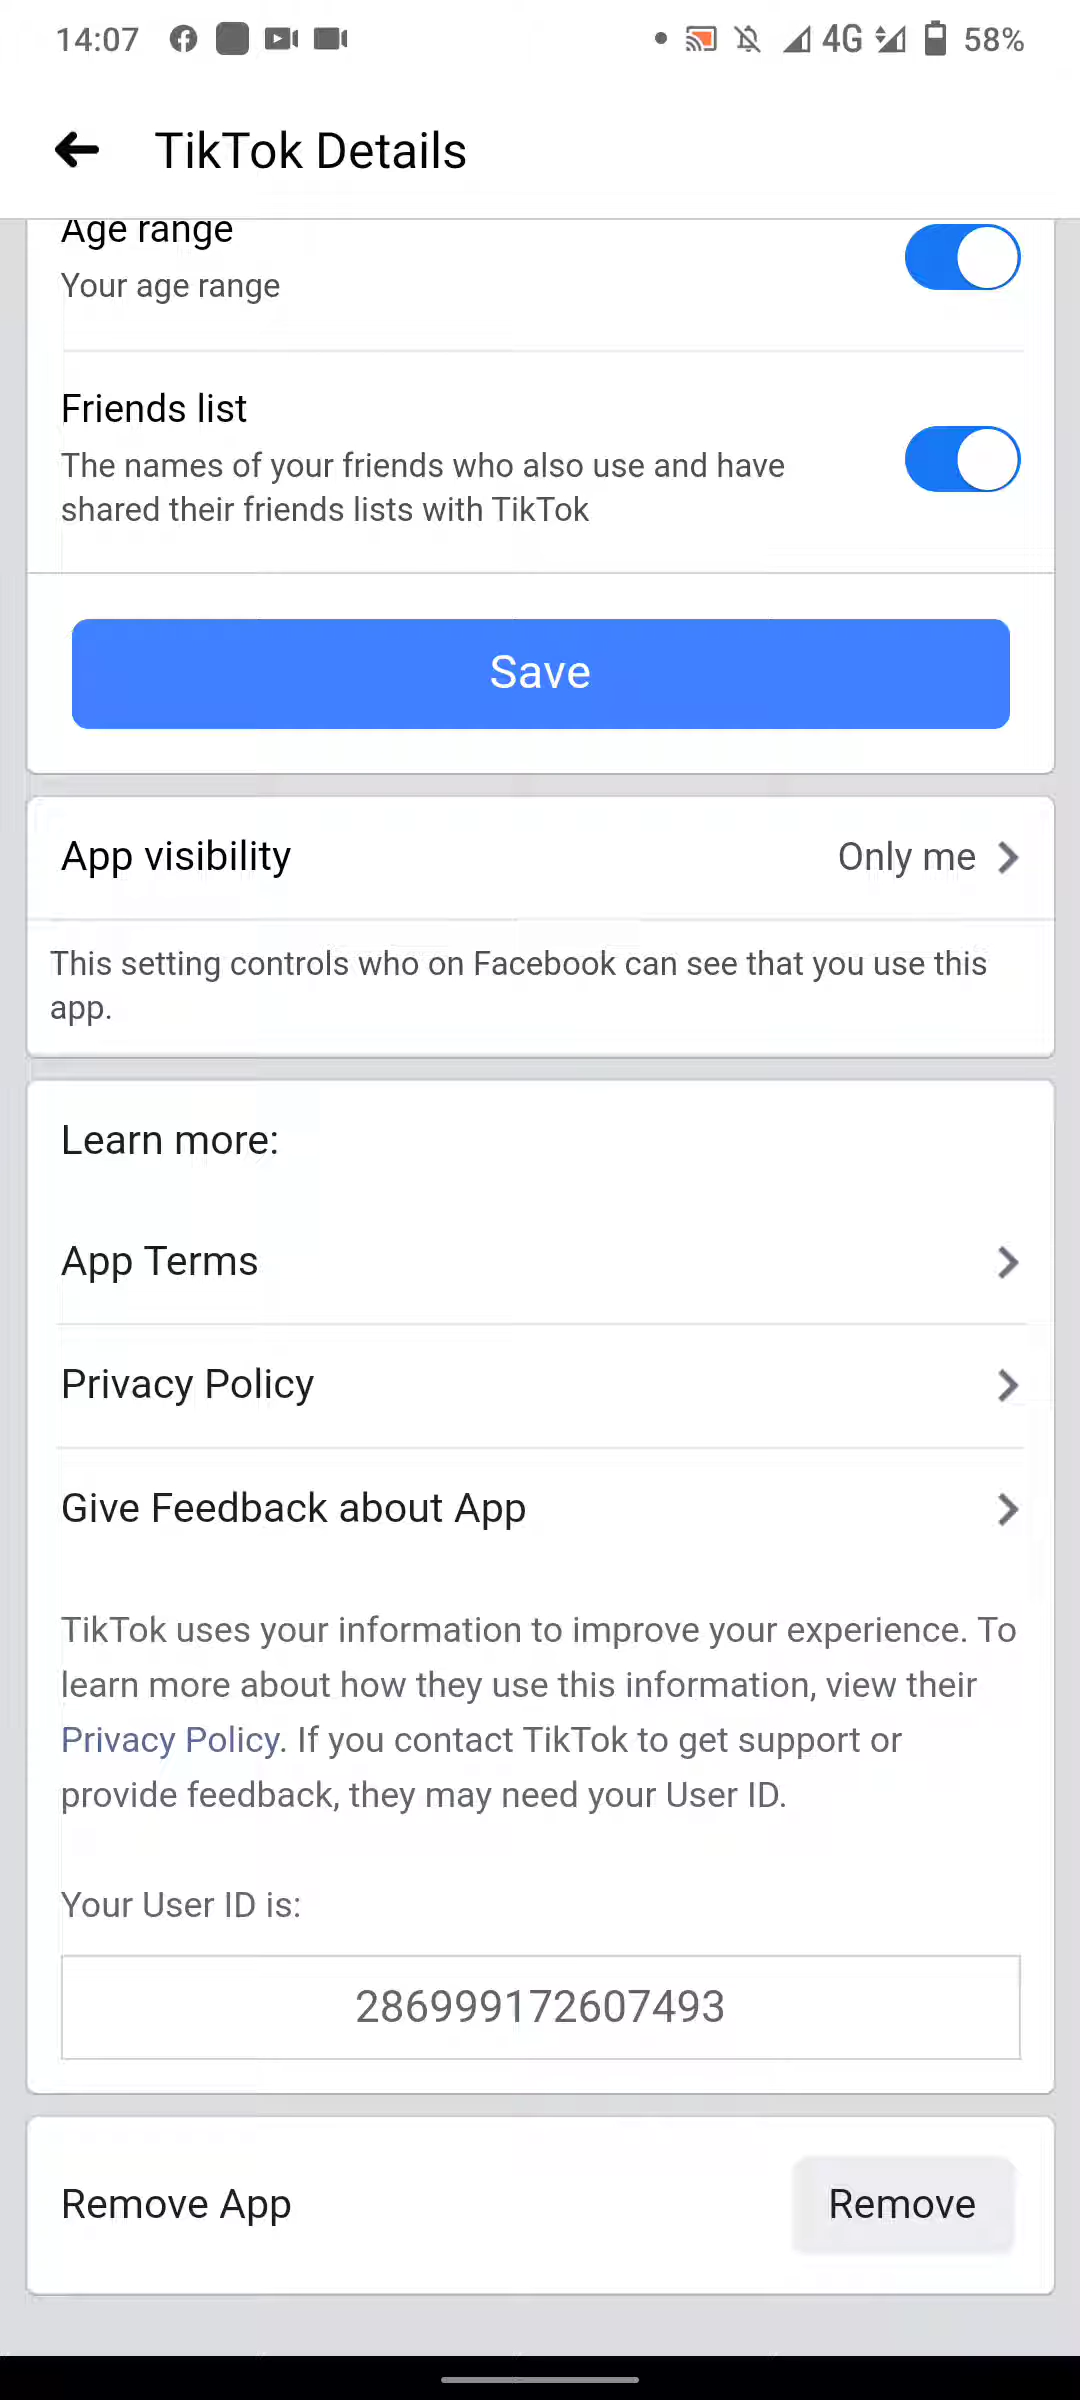 14:07 4G 58%
TikTok Details
Age range
Your age range
Friends list
The names of your friends who also use and have
shared their friends lists with TikTok
Save
App visibility Only me
This setting controls who on Facebook can see that you use this
app.
Learn more:
App Terms
Privacy Policy
Give Feedback about App
TikTok uses your information to improve your experience. To
learn more about how they use this information, view their
Privacy Policy. If you contact TikTok to get support or
provide feedback, they may need your User ID.
Your User ID is:
286999172607493
Remove App Remove